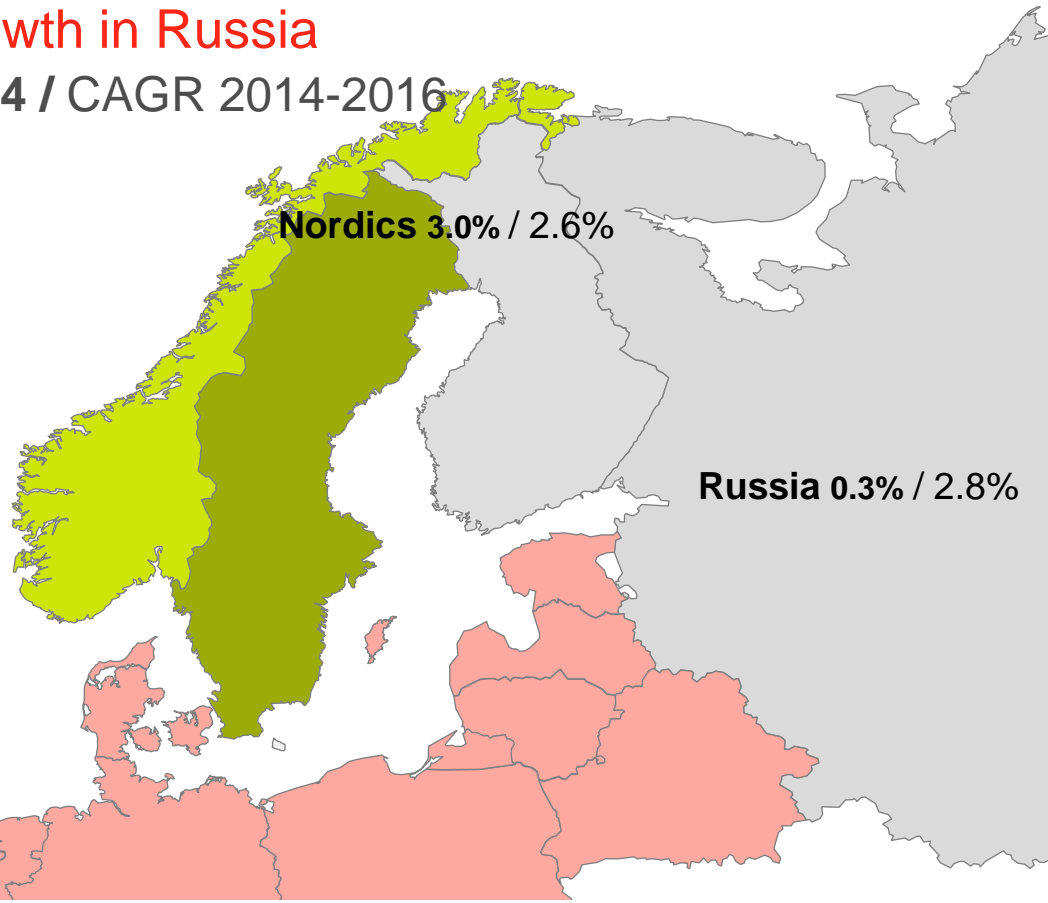 wth in Russia
4 / CAGR 2014-2016
Nordics 3.0% / 2.6%
Russia 0.3% / 2.8%